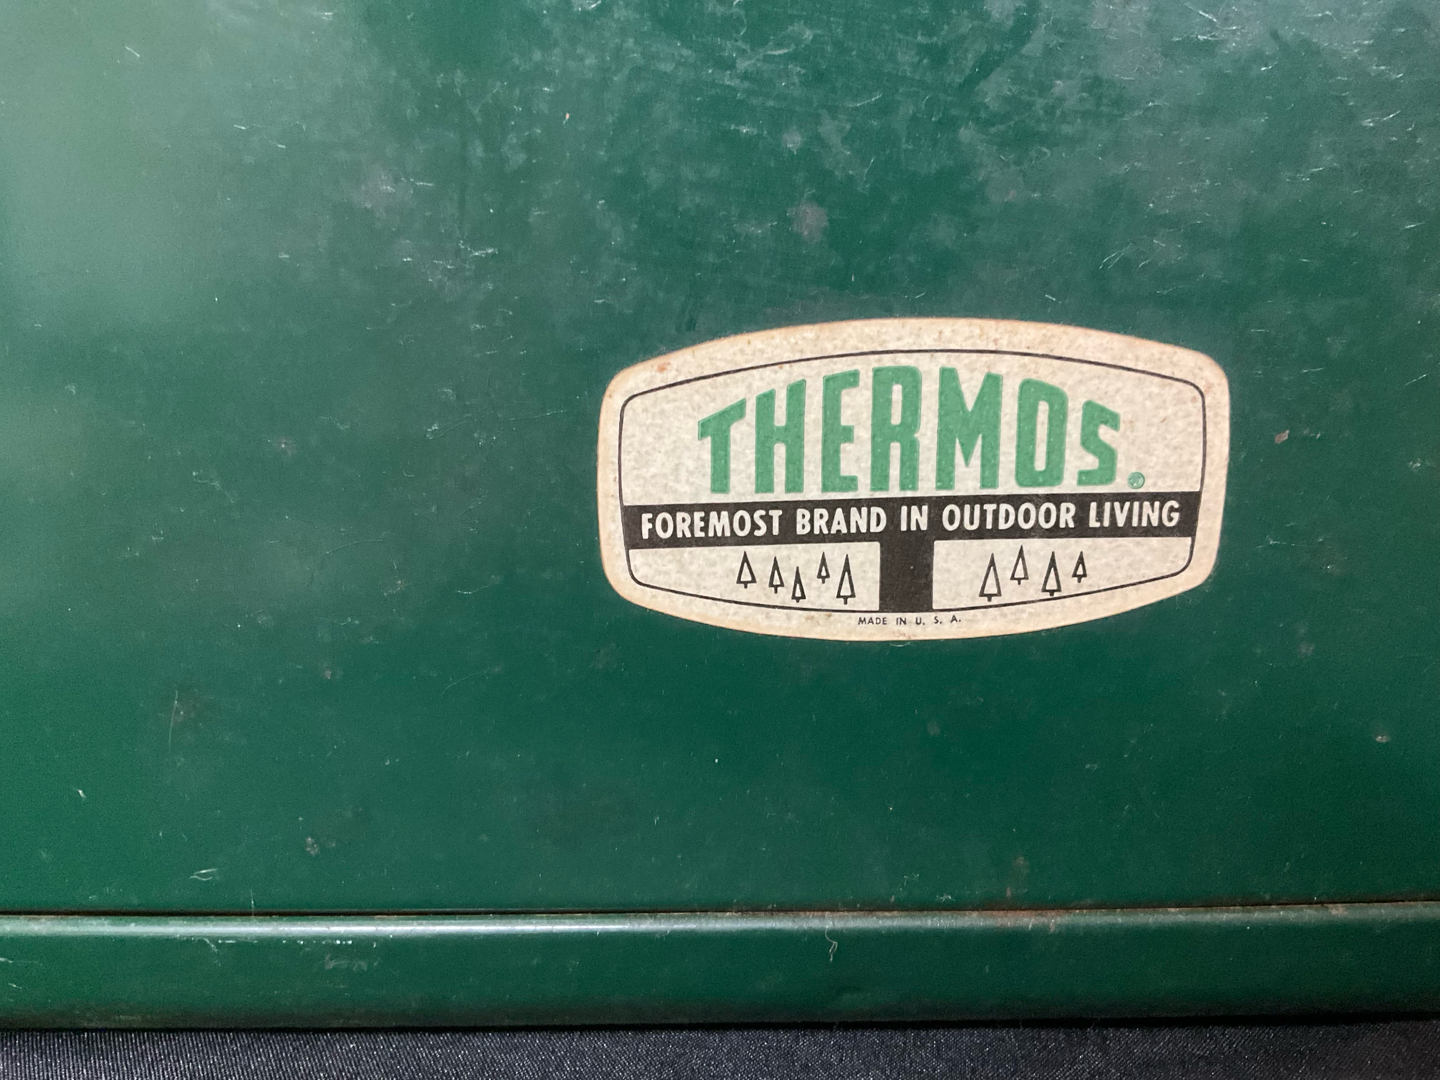 THERMOS®
FOREMOST BRAND IN OUTDOOR LIVING
MADE IN U. S. A.